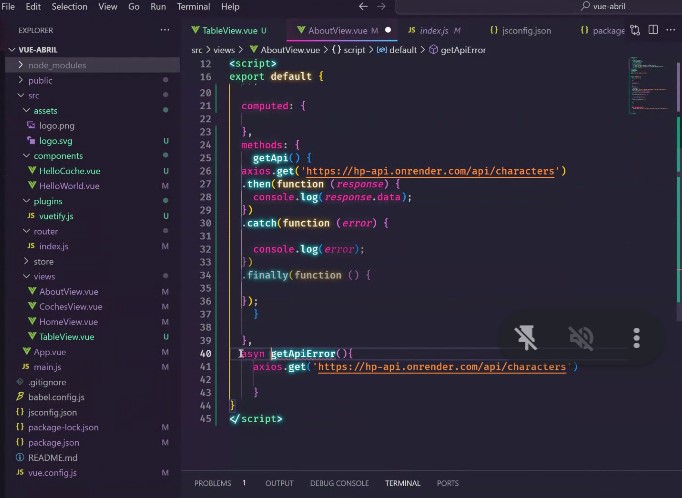 File Edit Selection View Go Run Terminal Help vue-abril
EXPLORER
TableView.vue U AboutView.vue M index.js M jsconfig.json package
src > views > AboutView.vue > {} script > default > getApiError
VUE-ABRIL
node_modules
public
src
assets
logo.png
logo.svg U
components
HelloCoche.vue U
HelloWorld.vue M
plugins
vuetify.js U
router
index.js M
store
views
AboutView.vue M
CochesView.vue M
HomeView.vue M
TableView.vue U
App.vue M
main.js M
.gitignore
babel.config.js
jsconfig.json
package-lock.json M
package.json M
README.md
vue.config.js M
12 <script>
16 export default {
20
21 computed: {
22
23 },
24 methods: {
25 getApi() {
26 axios.get('https://hp-api.onrender.com/api/characters')
27 .then(function (response) {
28 console.log(response.data);
29 })
30 .catch(function (error) {
31
32 console.log(error);
33 })
34 .finally(function () {
35
36 });
37 }
38
39 },
40 asyn getApiError(){
41 axios.get('https://hp-api.onrender.com/api/characters')
42
43 }
44 }
45 </script>
PROBLEMS 1 OUTPUT DEBUG CONSOLE TERMINAL PORTS